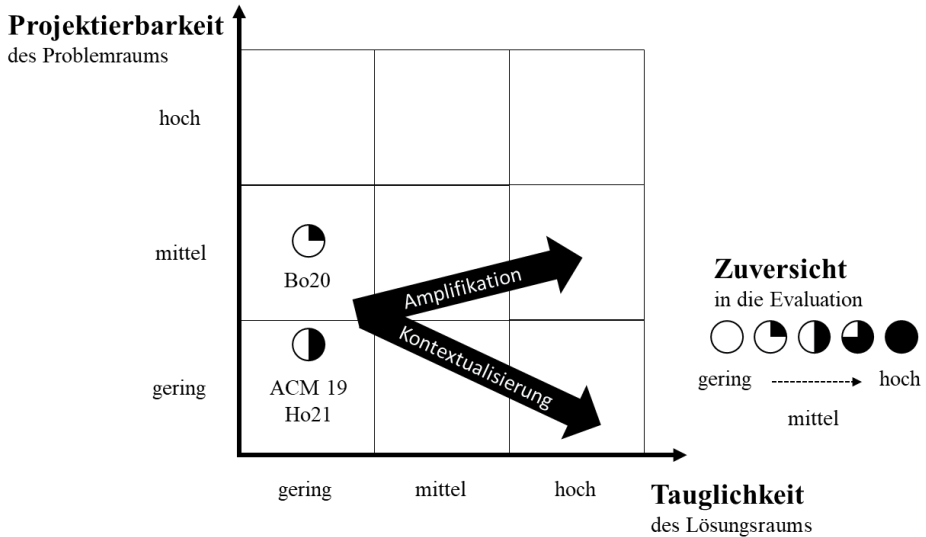 Projektierbarkeit
des Problemraums
hoch
mittel
gering
Bo20
ACM 19
Ho21
Amplifikation
Kontextualisierung
gering
mittel
hoch
Tauglichkeit
des Lösungsraums
Zuversicht
in die Evaluation
gering
hoch
mittel